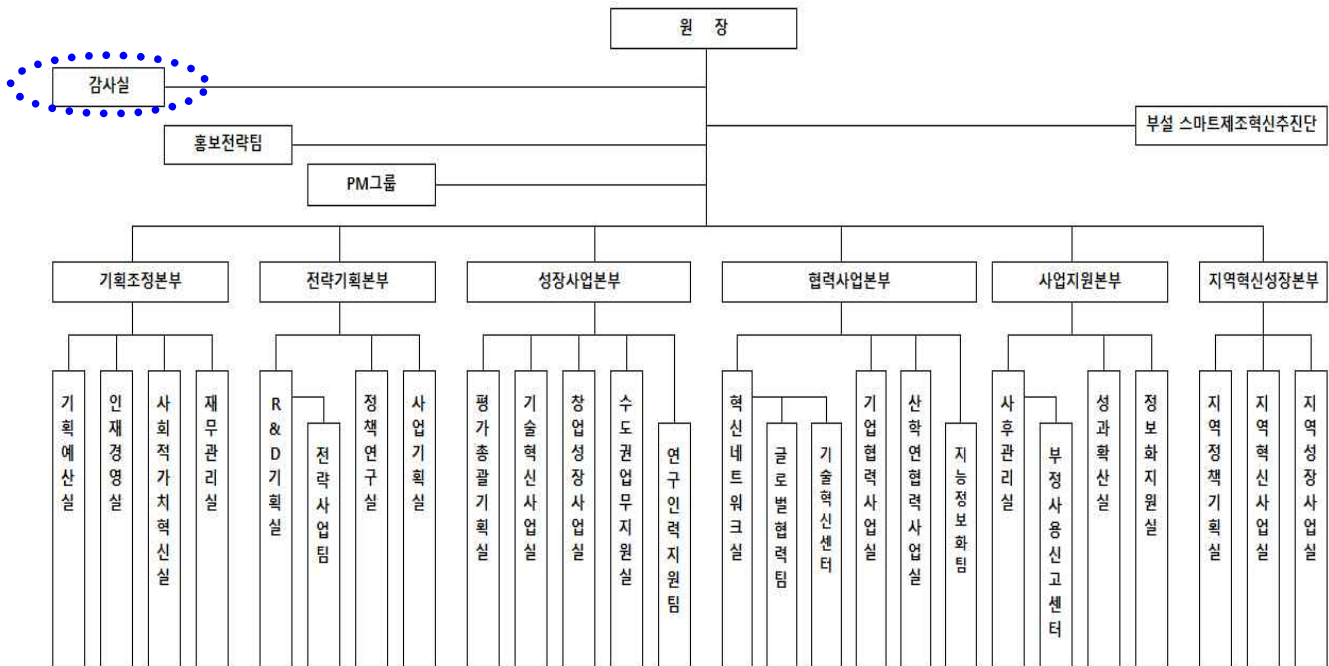 원 장
감사실
부설 스마트제조혁신추진단
홍보전략팀
PM그룹
기획조정본부
전략기획본부
성장사업본부
협력사업본부
사업지원본부
지역혁신성장본부
기획예산실
인재경영실
사회적가치혁신실
재무관리실
R&D기획실
전략사업팀
정책연구실
사업기획실
평가총괄기획실
기술혁신사업실
창업성장사업실
수도권업무지원실
연구인력지원팀
혁신네트워크실
글로벌협력팀
기술혁신센터
기업협력사업실
산학연협력사업실
지능정보화팀
사후관리실
부정사용신고센터
성과확산실
정보화지원실
지역정책기획실
지역혁신사업실
지역성장사업실